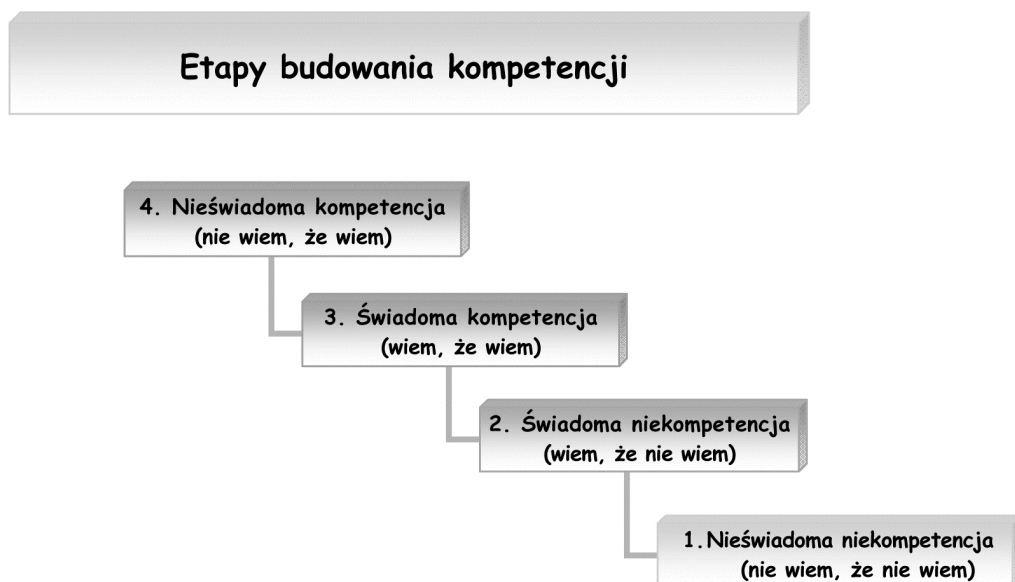 Etapy budowania kompetencji
4. Nieświadoma kompetencja
(nie wiem, że wiem)
3. Świadoma kompetencja
(wiem, że wiem)
2. Świadoma niekompetencja
(wiem, że nie wiem)
1. Nieświadoma niekompetencja
(nie wiem, że nie wiem)